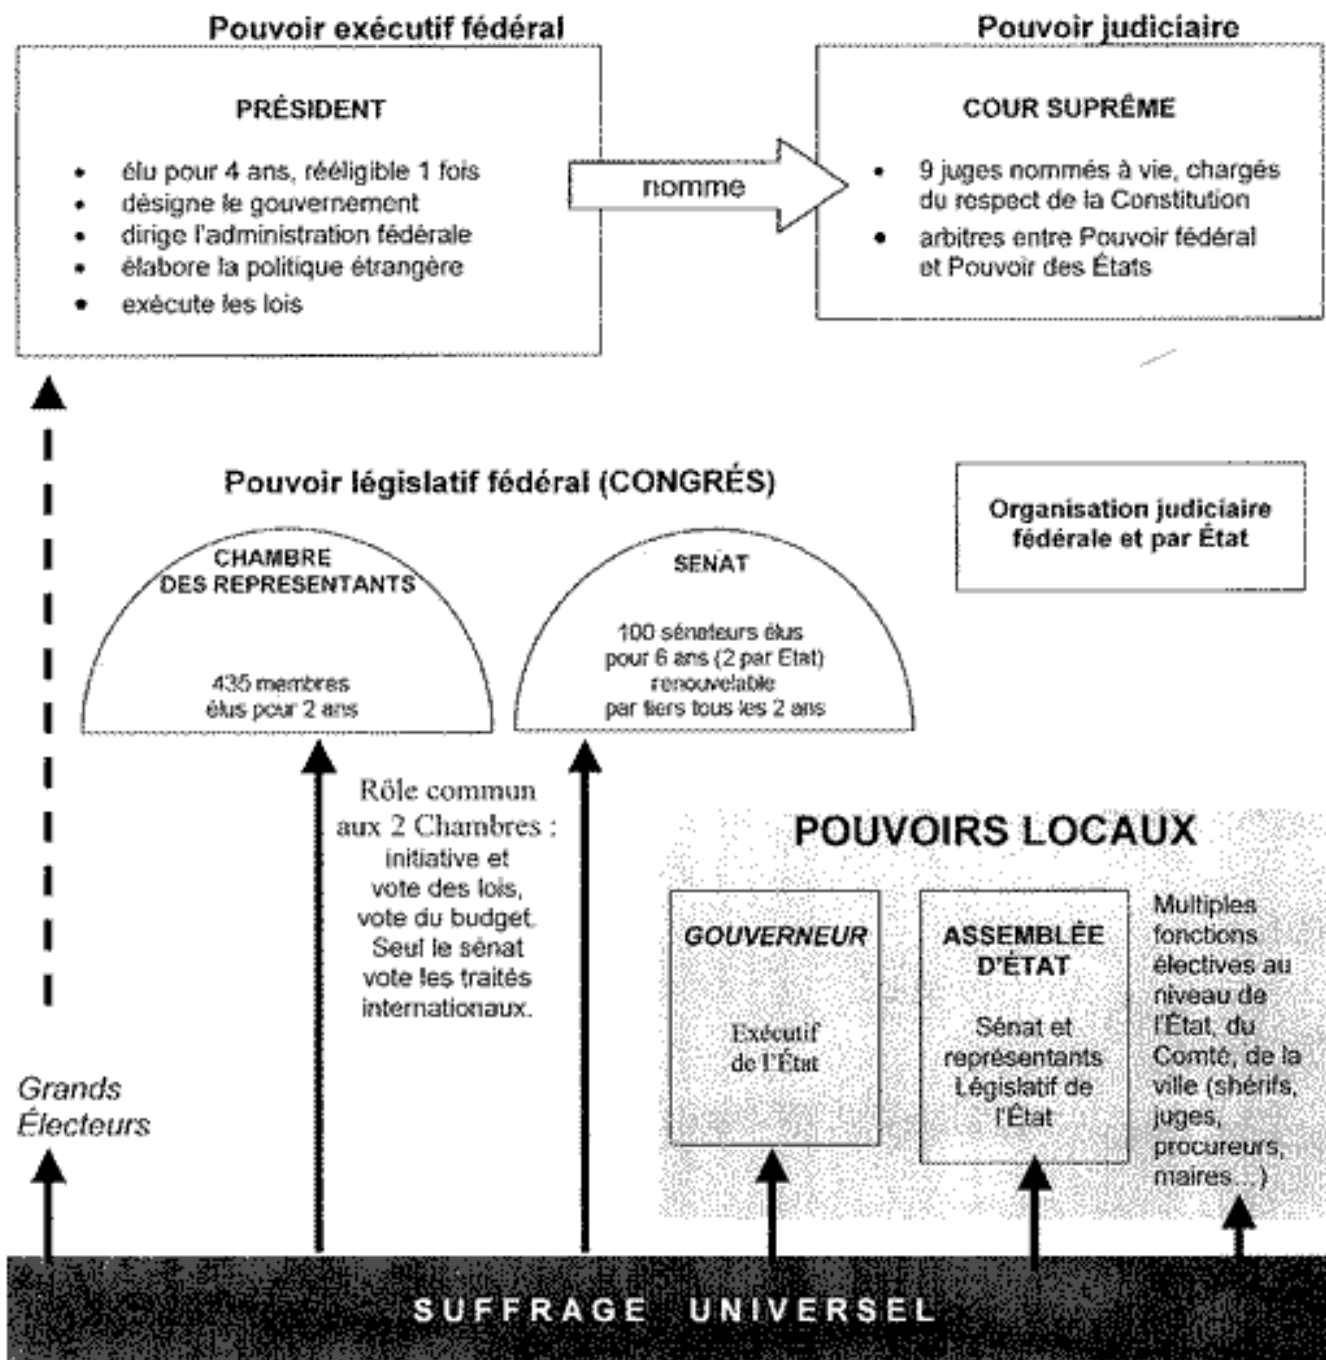 Pouvoir exécutif fédéral
PRÉSIDENT
• élu pour 4 ans, rééligible 1 fois
• désigne le gouvernement
• dirige l'administration fédérale
• élabore la politique étrangère
• exécute les lois
nomme
Pouvoir judiciaire
COUR SUPRÊME
• 9 juges nommés à vie, chargés
du respect de la Constitution
• arbitres entre Pouvoir fédéral
et Pouvoir des États
Pouvoir législatif fédéral (CONGRÉS)
CHAMBRE
DES REPRESENTANTS
435 membres
élus pour 2 ans
SENAT
100 sénateurs élus
pour 6 ans (2 par Etat)
renouvelable
par tiers tous les 2 ans
Organisation judiciaire
fédérale et par État
Rôle commun
aux 2 Chambres :
initiative et
vote des lois,
vote du budget.
Seul le sénat
vote les traités
internationaux.
POUVOIRS LOCAUX
GOUVERNEUR
Exécutif
de l'État
ASSEMBLÉE
D'ÉTAT
Sénat et
représentants
Législatif de
l'État
Multiples
fonctions
électives au
niveau de
l'État, du
Comté, de la
ville (shérifs,
juges,
procureurs,
maires...)
Grands
Électeurs
SUFFRAGE UNIVERSEL